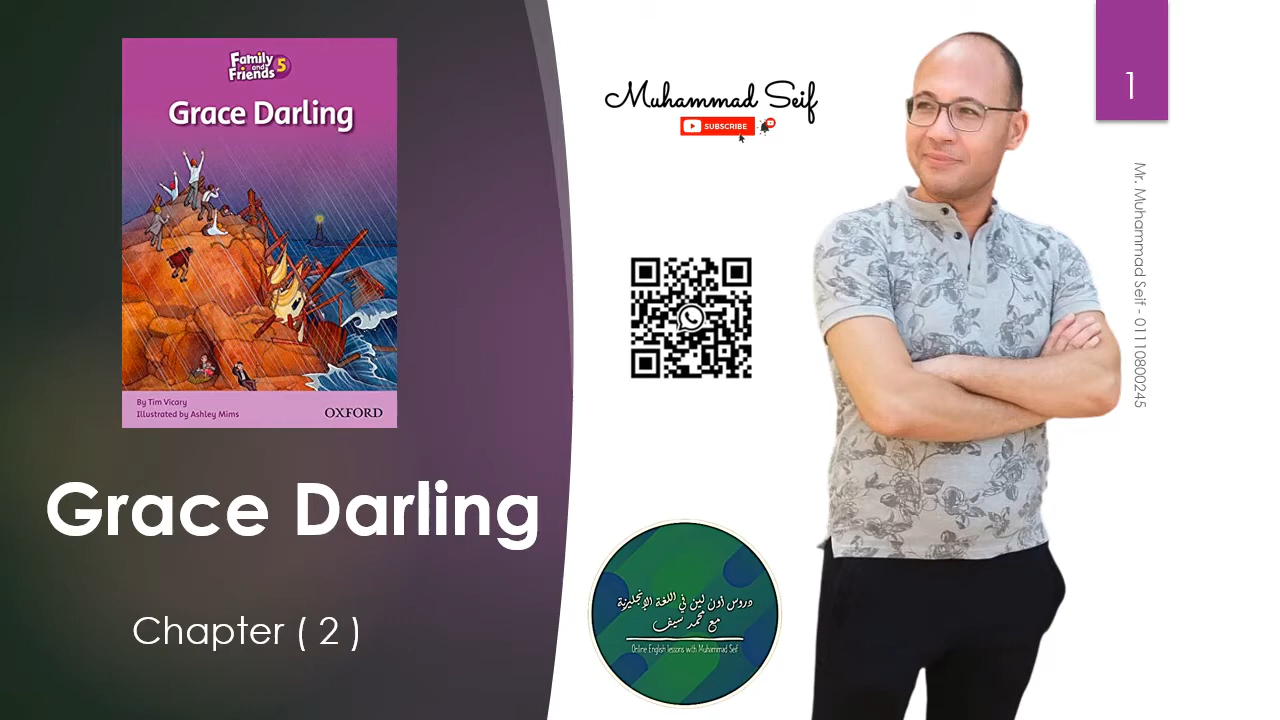 Family
and
Friends 5
Grace Darling
By Tim Vicary
Illustrated by Ashley Mims
OXFORD
Grace Darling
Chapter ( 2 )
Muhammad Seif
SUBSCRIBE
دروس أون لين في اللغة الإنجليزية
مع محمد سيف
Online English lessons with Muhammad Seif
1
Mr. Muhammad Seif - 01110800245